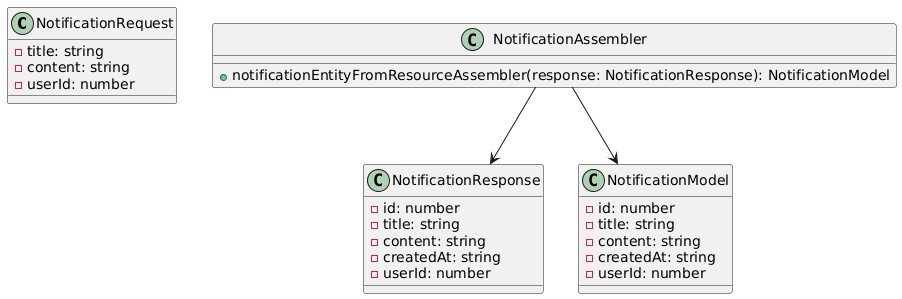 C NotificationRequest
title: string
content: string
userId: number
C NotificationAssembler
notificationEntityFromResourceAssembler(response: NotificationResponse): NotificationModel
C NotificationResponse
id: number
title: string
content: string
createdAt: string
userId: number
C NotificationModel
id: number
title: string
content: string
createdAt: string
userId: number